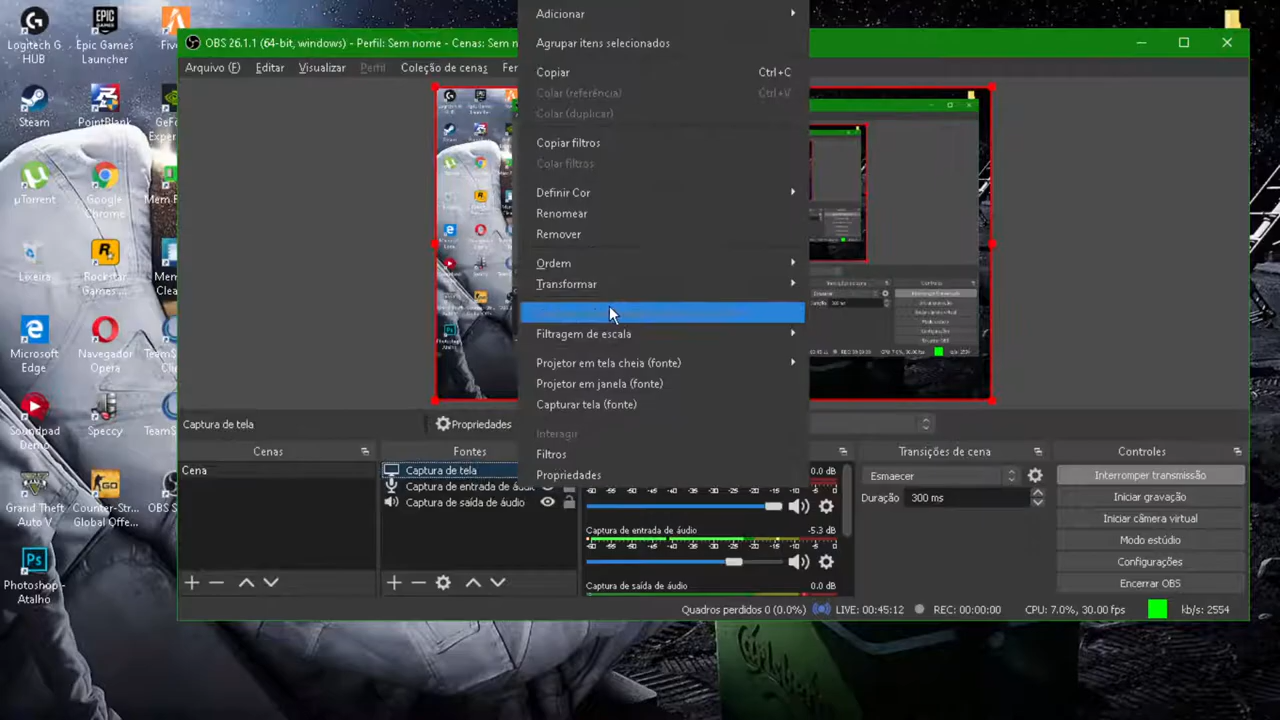 Logitech G HUB
Epic Games Launcher
Steam
PointBlank
µTorrent
Google Chrome
Lixeira
Rockstar Games ...
Microsoft Edge
Navegador Opera
Soundpad Demo
Speccy
Grand Theft Auto V
Counter-Str... Global Offe...
OBS S
Photoshop - Atalho
OBS 26.1.1 (64-bit, windows) - Perfil: Sem nome - Cenas: Sem n
Arquivo (F)
Editar
Visualizar
Perfil
Coleção de cenas
Fer
Adicionar
Agrupar itens selecionados
Copiar Ctrl+C
Colar (referência) Ctrl+V
Colar (duplicar)
Copiar filtros
Colar filtros
Definir Cor
Renomear
Remover
Ordem
Transformar
Filtragem de escala
Projetor em tela cheia (fonte)
Projetor em janela (fonte)
Capturar tela (fonte)
Interagir
Filtros
Propriedades
Captura de tela
Propriedades
Cenas
Cena
Fontes
Captura de tela
Captura de entrada de áudi
Captura de saída de áudio
0.0 dB
Captura de entrada de áudio -5.3 dB
Captura de saída de áudio 0.0 dB
Transições de cena
Esmaecer
Duração 300 ms
Controles
Interromper transmissão
Iniciar gravação
Iniciar câmera virtual
Modo estúdio
Configurações
Encerrar OBS
Quadros perdidos 0 (0.0%) LIVE: 00:45:12 REC: 00:00:00 CPU: 7.0%, 30.00 fps kb/s: 2554